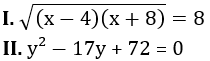 I. √(x − 4)(x + 8) = 8
II. y² − 17y + 72 = 0